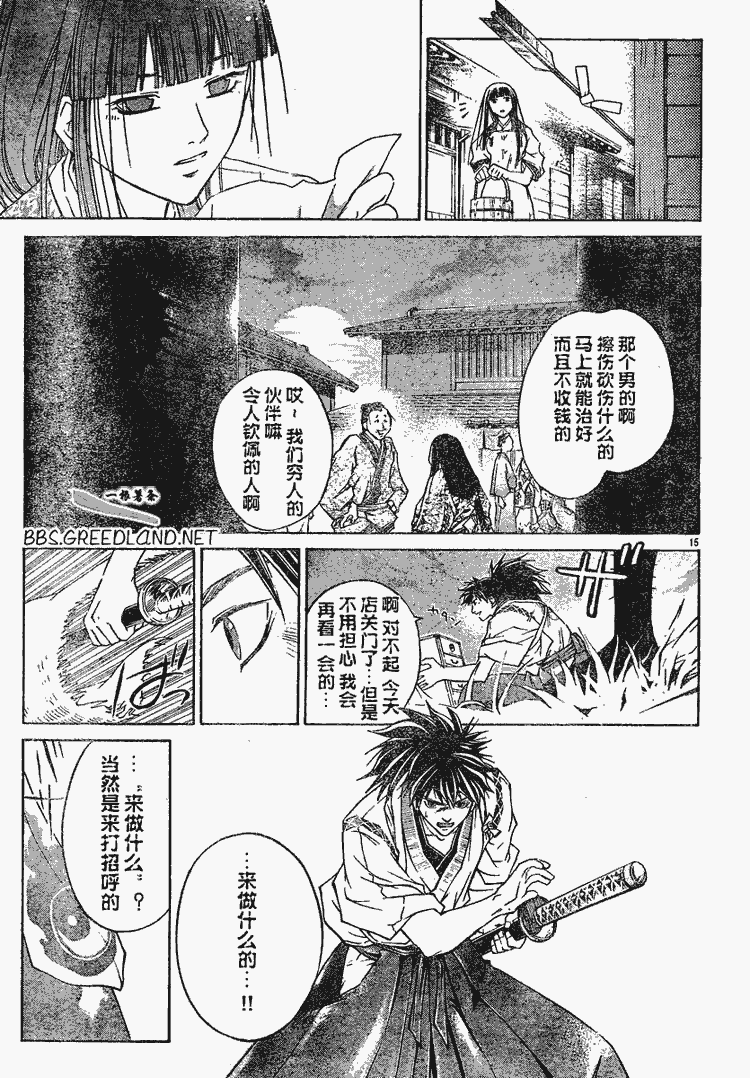 那个男的啊
擦伤砍伤什么的
马上就能治好
而且不收钱的
哎~我们穷人的
伙伴嘛
令人钦佩的人啊
BBS.GREEDLAND.NET
15
啊 对不起 今天
店关门了…但是
不用担心 我会
再看一会的…
…来做什么的…!!
…“来做什么”?
当然是来打招呼的